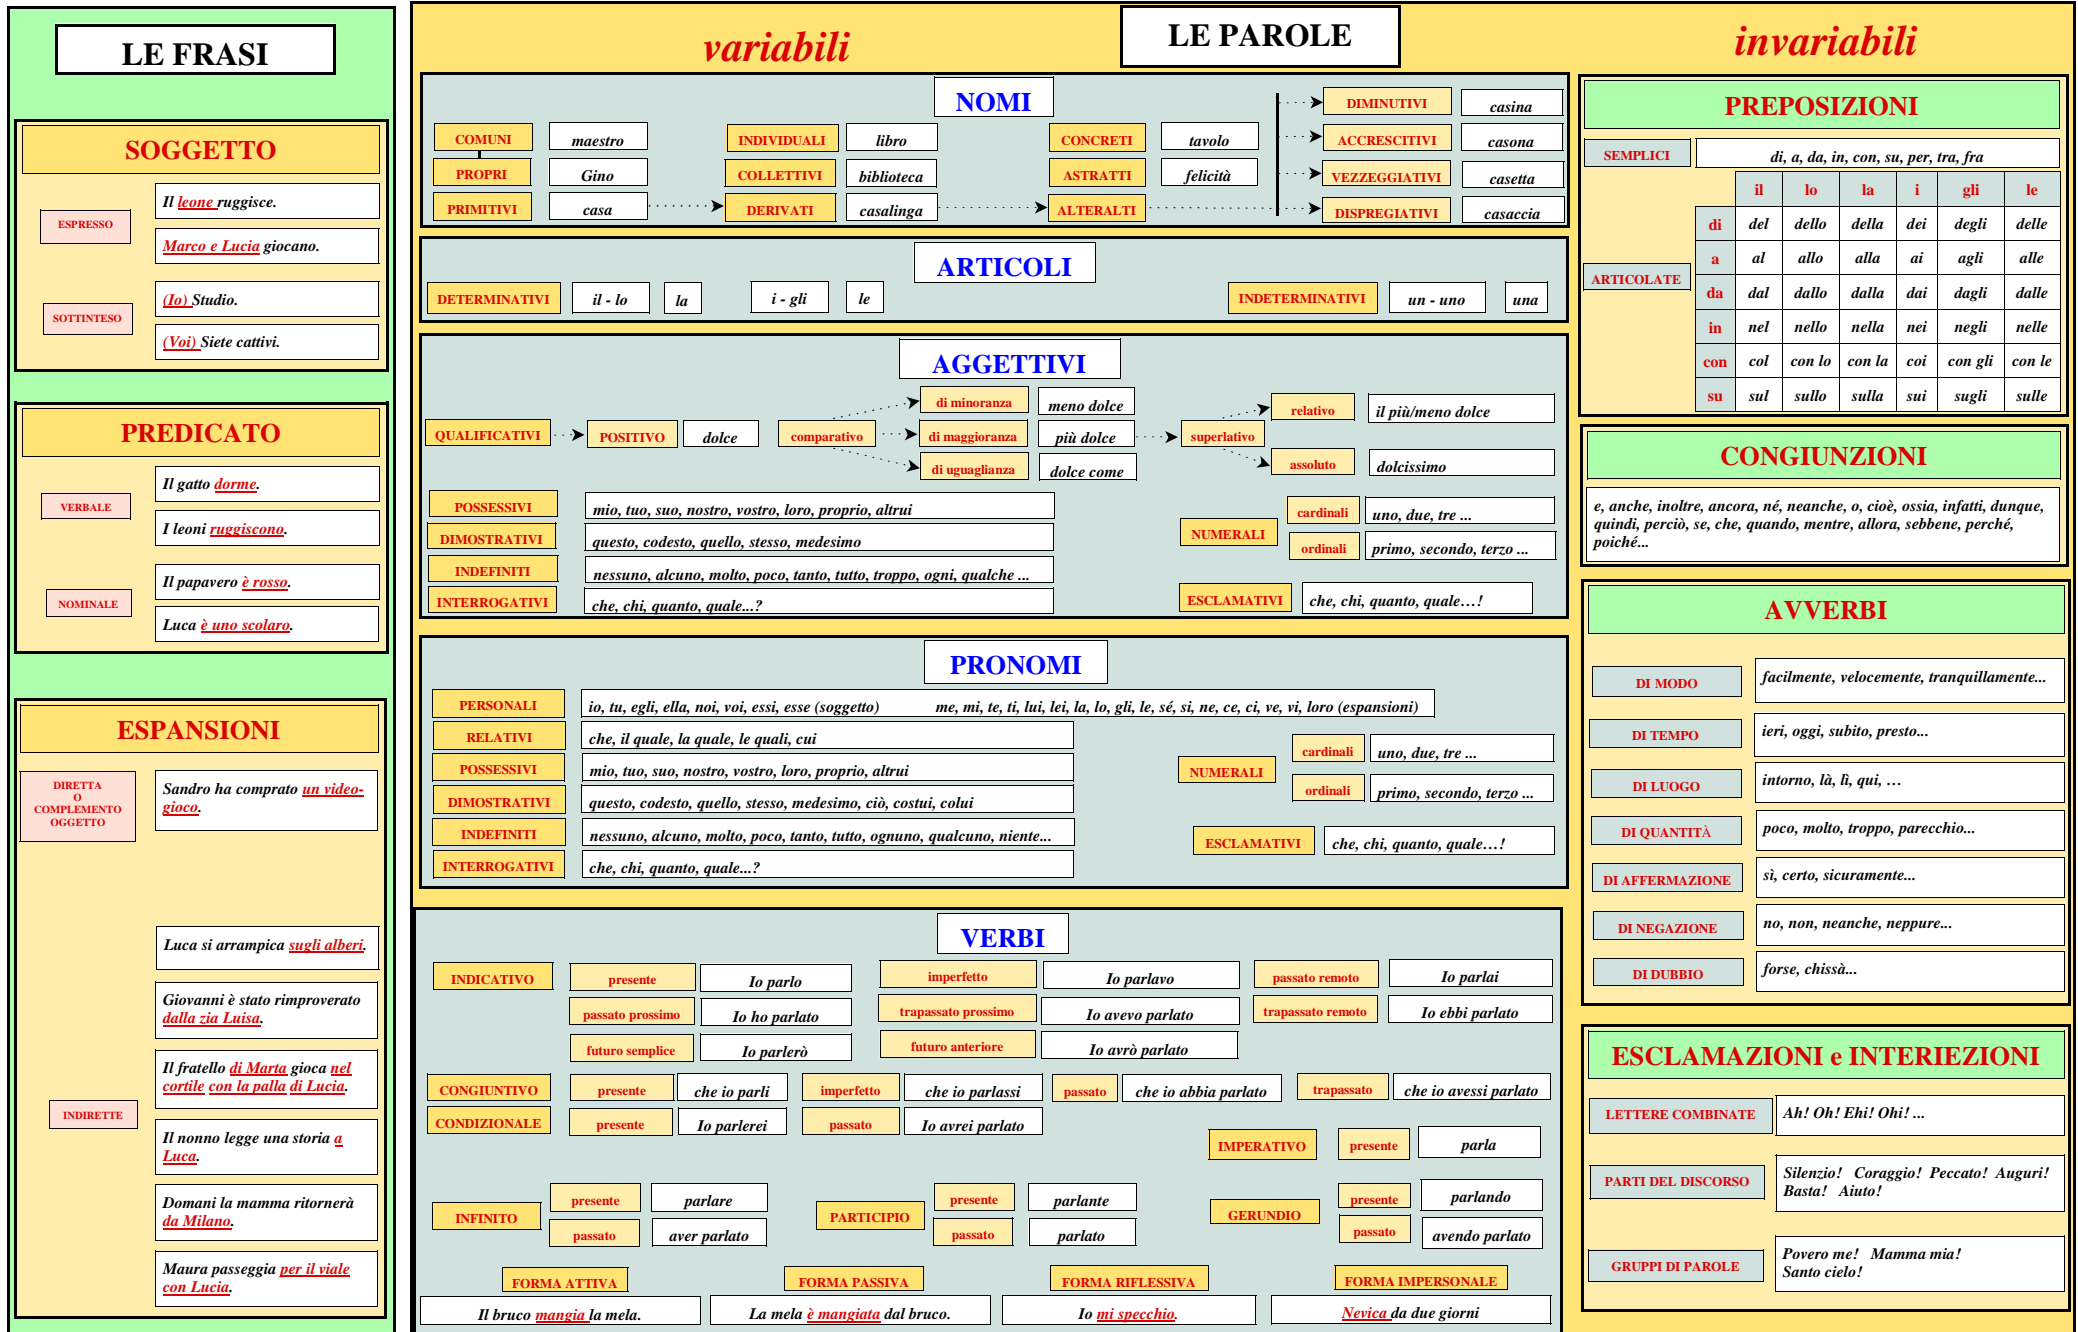 LE FRASI
SOGGETTO
ESPRESSO
Il leone ruggisce.
Marco e Lucia giocano.
SOTTINTESO
(Io) Studio.
(Voi) Siete cattivi.
PREDICATO
VERBALE
Il gatto dorme.
I leoni ruggiscono.
NOMINALE
Il papavero è rosso.
Luca è uno scolaro.
ESPANSIONI
DIRETTA
O
COMPLEMENTO
OGGETTO
Sandro ha comprato un video-
gioco.
INDIRETTE
Luca si arrampica sugli alberi.
Giovanni è stato rimproverato
dalla zia Luisa.
Il fratello di Marta gioca nel
cortile con la palla di Lucia.
Il nonno legge una storia a
Luca.
Domani la mamma ritornerà
da Milano.
Maura passeggia per il viale
con Lucia.
variabili
LE PAROLE
invariabili
NOMI
COMUNI maestro INDIVIDUALI libro CONCRETI tavolo
PROPRI Gino COLLETTIVI biblioteca ASTRATTI felicità
PRIMITIVI casa DERIVATI casalinga ALTERALTI
DIMINUTIVI casina
ACCRESCITIVI casona
VEZZEGGIATIVI casetta
DISPREGIATIVI casaccia
ARTICOLI
DETERMINATIVI il - lo la i - gli le INDETERMINATIVI un - uno una
AGGETTIVI
QUALIFICATIVI POSITIVO dolce comparativo
di minoranza meno dolce
di maggioranza più dolce
di uguaglianza dolce come
superlativo
relativo il più/meno dolce
assoluto dolcissimo
POSSESSIVI mio, tuo, suo, nostro, vostro, loro, proprio, altrui
DIMOSTRATIVI questo, codesto, quello, stesso, medesimo
INDEFINITI nessuno, alcuno, molto, poco, tanto, tutto, troppo, ogni, qualche ...
INTERROGATIVI che, chi, quanto, quale...?
NUMERALI
cardinali uno, due, tre ...
ordinali primo, secondo, terzo ...
ESCLAMATIVI che, chi, quanto, quale…!
PRONOMI
PERSONALI io, tu, egli, ella, noi, voi, essi, esse (soggetto) me, mi, te, ti, lui, lei, la, lo, gli, le, sé, si, ne, ce, ci, ve, vi, loro (espansioni)
RELATIVI che, il quale, la quale, le quali, cui
POSSESSIVI mio, tuo, suo, nostro, vostro, loro, proprio, altrui
DIMOSTRATIVI questo, codesto, quello, stesso, medesimo, ciò, costui, colui
INDEFINITI nessuno, alcuno, molto, poco, tanto, tutto, ognuno, qualcuno, niente...
INTERROGATIVI che, chi, quanto, quale...?
NUMERALI
cardinali uno, due, tre ...
ordinali primo, secondo, terzo ...
ESCLAMATIVI che, chi, quanto, quale…!
VERBI
INDICATIVO presente Io parlo imperfetto Io parlavo passato remoto Io parlai
passato prossimo Io ho parlato trapassato prossimo Io avevo parlato trapassato remoto Io ebbi parlato
futuro semplice Io parlerò futuro anteriore Io avrò parlato
CONGIUNTIVO presente che io parli imperfetto che io parlassi passato che io abbia parlato trapassato che io avessi parlato
CONDIZIONALE presente Io parlerei passato Io avrei parlato
IMPERATIVO presente parla
INFINITO presente parlare
passato aver parlato
PARTICIPIO presente parlante
passato parlato
GERUNDIO presente parlando
passato avendo parlato
FORMA ATTIVA FORMA PASSIVA FORMA RIFLESSIVA FORMA IMPERSONALE
Il bruco mangia la mela. La mela è mangiata dal bruco. Io mi specchio. Nevica da due giorni
PREPOSIZIONI
SEMPLICI di, a, da, in, con, su, per, tra, fra
ARTICOLATE
il lo la i gli le
di del dello della dei degli delle
a al allo alla ai agli alle
da dal dallo dalla dai dagli dalle
in nel nello nella nei negli nelle
con col con lo con la coi con gli con le
su sul sullo sulla sui sugli sulle
CONGIUNZIONI
e, anche, inoltre, ancora, né, neanche, o, cioè, ossia, infatti, dunque,
quindi, perciò, se, che, quando, mentre, allora, sebbene, perché,
poiché...
AVVERBI
DI MODO facilmente, velocemente, tranquillamente...
DI TEMPO ieri, oggi, subito, presto...
DI LUOGO intorno, là, lì, qui, …
DI QUANTITÀ poco, molto, troppo, parecchio...
DI AFFERMAZIONE sì, certo, sicuramente...
DI NEGAZIONE no, non, neanche, neppure...
DI DUBBIO forse, chissà...
ESCLAMAZIONI e INTERIEZIONI
LETTERE COMBINATE Ah! Oh! Ehi! Ohi! ...
PARTI DEL DISCORSO Silenzio! Coraggio! Peccato! Auguri!
Basta! Aiuto!
GRUPPI DI PAROLE Povero me! Mamma mia!
Santo cielo!